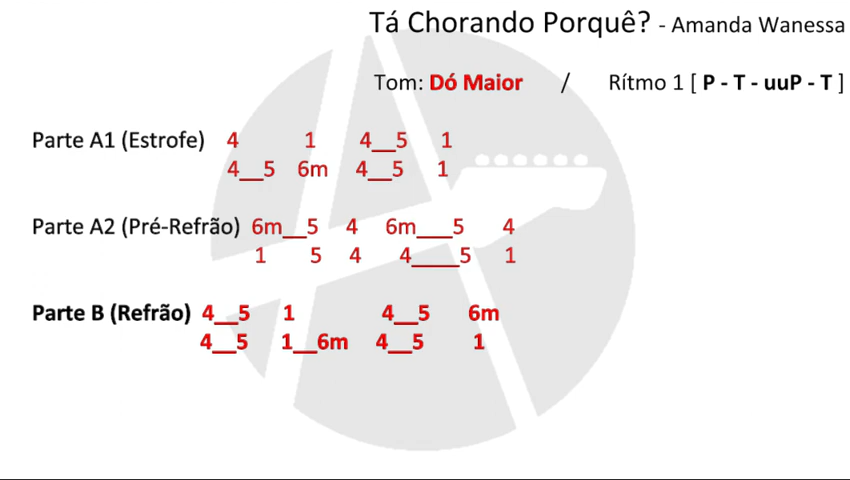 Tá Chorando Porquê? - Amanda Wanessa
Tom: Dó Maior / Rítmo 1 [ P - T - uuP - T ]
Parte A1 (Estrofe) 4 1 4__5 1
4__5 6m 4__5 1
Parte A2 (Pré-Refrão) 6m__5 4 6m___5 4
1 5 4 4____5 1
Parte B (Refrão) 4__5 1 4__5 6m
4__5 1__6m 4__5 1